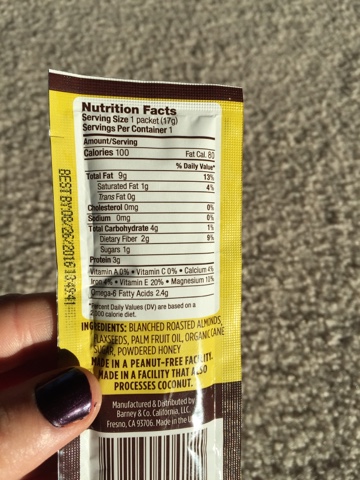 Nutrition Facts
Serving Size 1 packet (17g)
Servings Per Container 1
Amount/Serving
Calories 100 Fat Cal. 80
% Daily Value*
Total Fat 9g 13%
Saturated Fat 1g 4%
Trans Fat 0g
Cholesterol 0mg 0%
Sodium 0mg 0%
Total Carbohydrate 4g 1%
Dietary Fiber 2g 9%
Sugars 1g
Protein 3g
Vitamin A 0% • Vitamin C 0% • Calcium 4%
Iron 4% • Vitamin E 20% • Magnesium 10%
Omega-6 Fatty Acids 2.4g
*Percent Daily Values (DV) are based on a
2,000 calorie diet.
INGREDIENTS: BLANCHED ROASTED ALMONDS,
FLAXSEEDS, PALM FRUIT OIL, ORGANIC CANE
SUGAR, POWDERED HONEY
MADE IN A PEANUT-FREE FACILITY.
MADE IN A FACILITY THAT ALSO
PROCESSES COCONUT.
Manufactured & Distributed by
Barney & Co. California, LLC.
Fresno, CA 93706. Made in the
BEST BY:08/26/2016